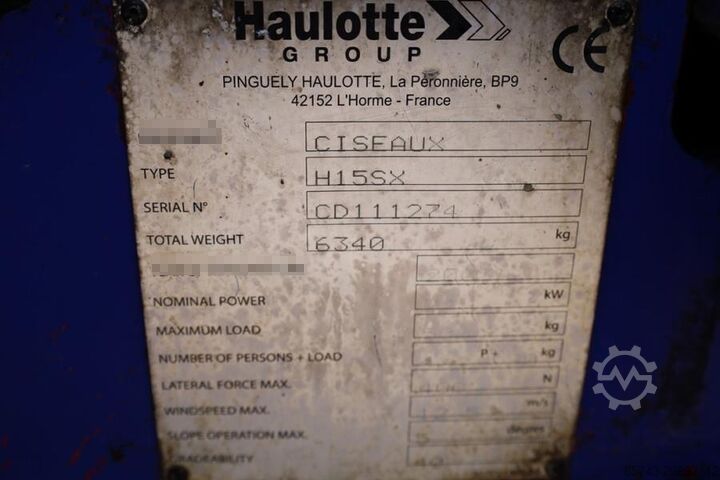 Haulotte
GROUP
CE
PINGUELY HAULOTTE, La Péronnière, BP9
42152 L'Horme - France
CISEAUX
TYPE H15SX
SERIAL N° CD111274
TOTAL WEIGHT 6340 kg
NOMINAL POWER kW
MAXIMUM LOAD kg
NUMBER OF PERSONS + LOAD P + kg
LATERAL FORCE MAX. N
WINDSPEED MAX. m/s
SLOPE OPERATION MAX.
GRADEABILITY